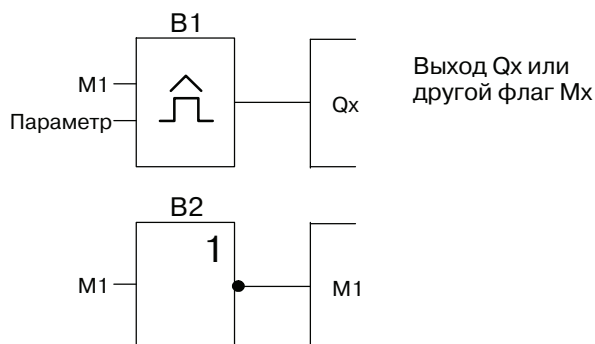 B1
M1
Параметр
Qx
Выход Qx или
другой флаг Mx
B2
1
M1
M1